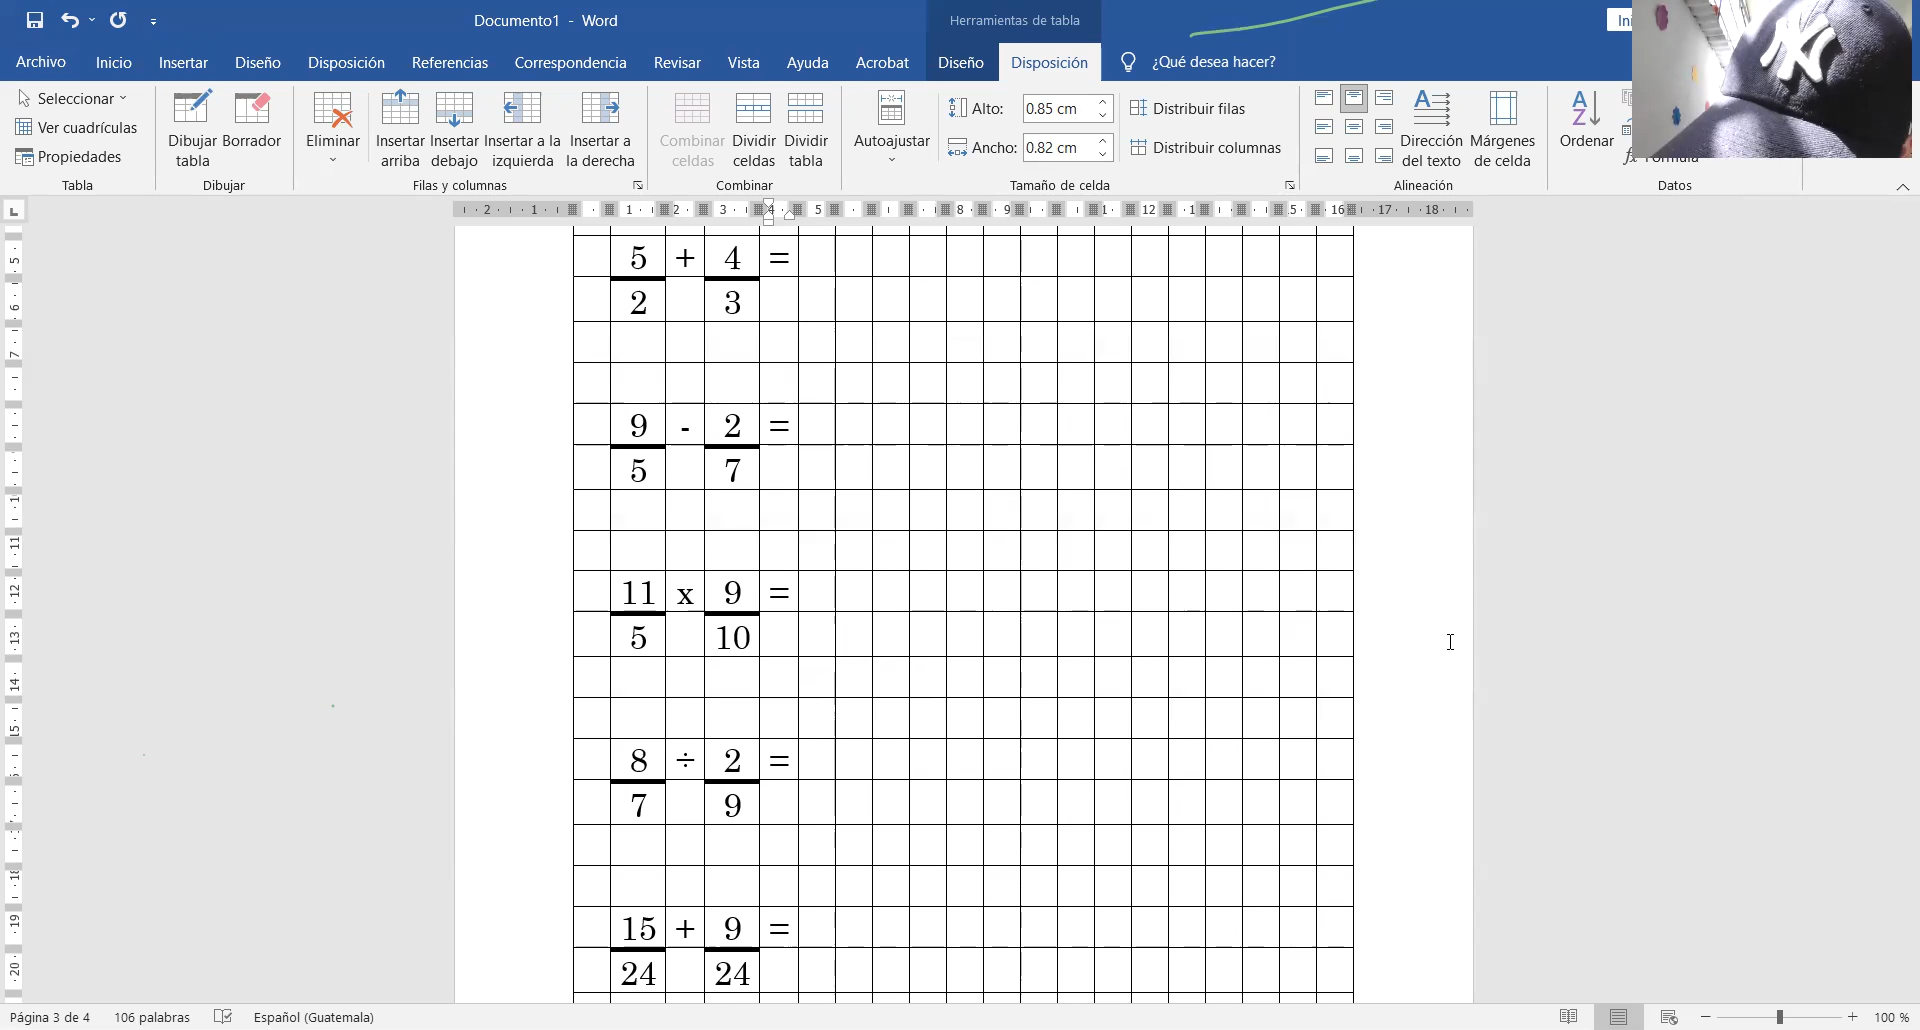 Documento1 - Word
Herramientas de tabla
Ini
Archivo Inicio Insertar Diseño Disposición Referencias Correspondencia Revisar Vista Ayuda Acrobat Diseño Disposición ¿Qué desea hacer?
Seleccionar
Ver cuadrículas
Propiedades
Tabla
Dibujar tabla
Borrador
Dibujar
Eliminar
Insertar arriba
Insertar debajo
Insertar a la izquierda
Insertar a la derecha
Filas y columnas
Combinar celdas
Dividir celdas
Dividir tabla
Combinar
Autoajustar
Alto: 0.85 cm
Ancho: 0.82 cm
Distribuir filas
Distribuir columnas
Tamaño de celda
Dirección del texto
Márgenes de celda
Alineación
Ordenar
Fórmula
Datos
NY
5 + 4 =
2 3
9 - 2 =
5 7
11 x 9 =
5 10
8 ÷ 2 =
7 9
15 + 9 =
24 24
Página 3 de 4 106 palabras Español (Guatemala) 100 %